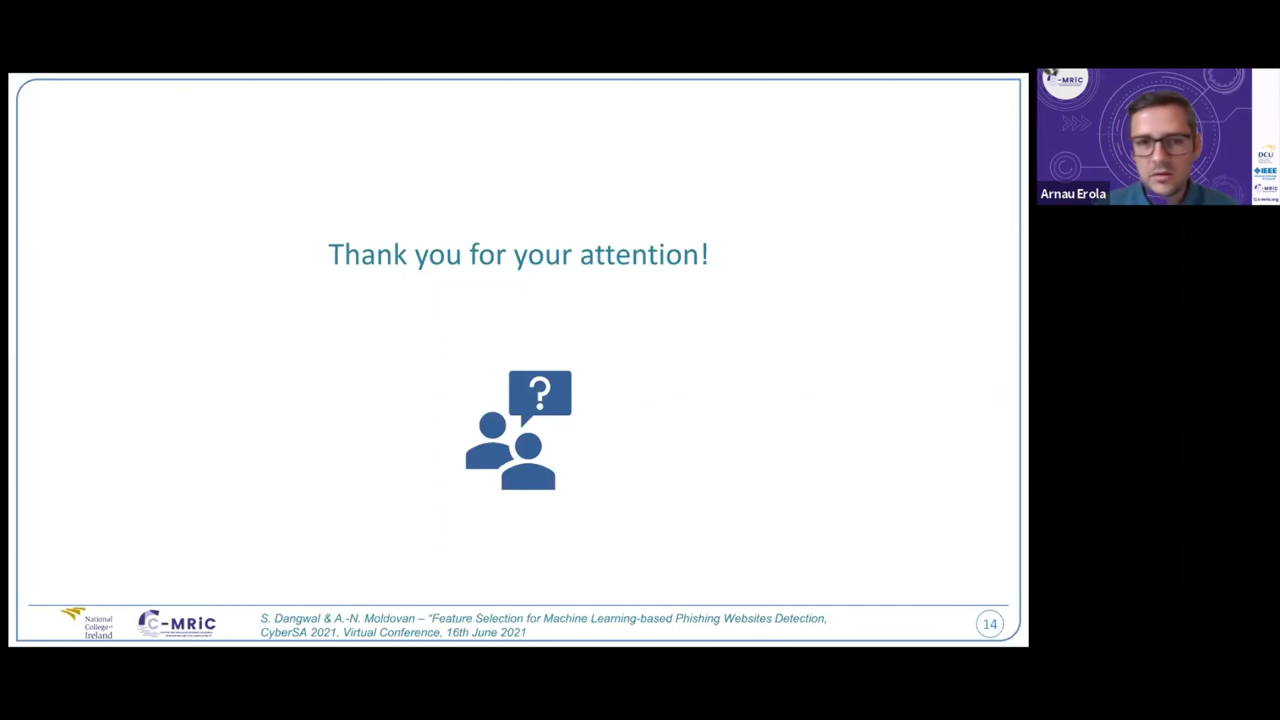 Thank you for your attention!
?
National
College of
Ireland
C-MRiC
S. Dangwal & A.-N. Moldovan – “Feature Selection for Machine Learning-based Phishing Websites Detection,
CyberSA 2021, Virtual Conference, 16th June 2021
14
C-MRiC
Arnau Erola
DCU
IEEE
C-MRiC